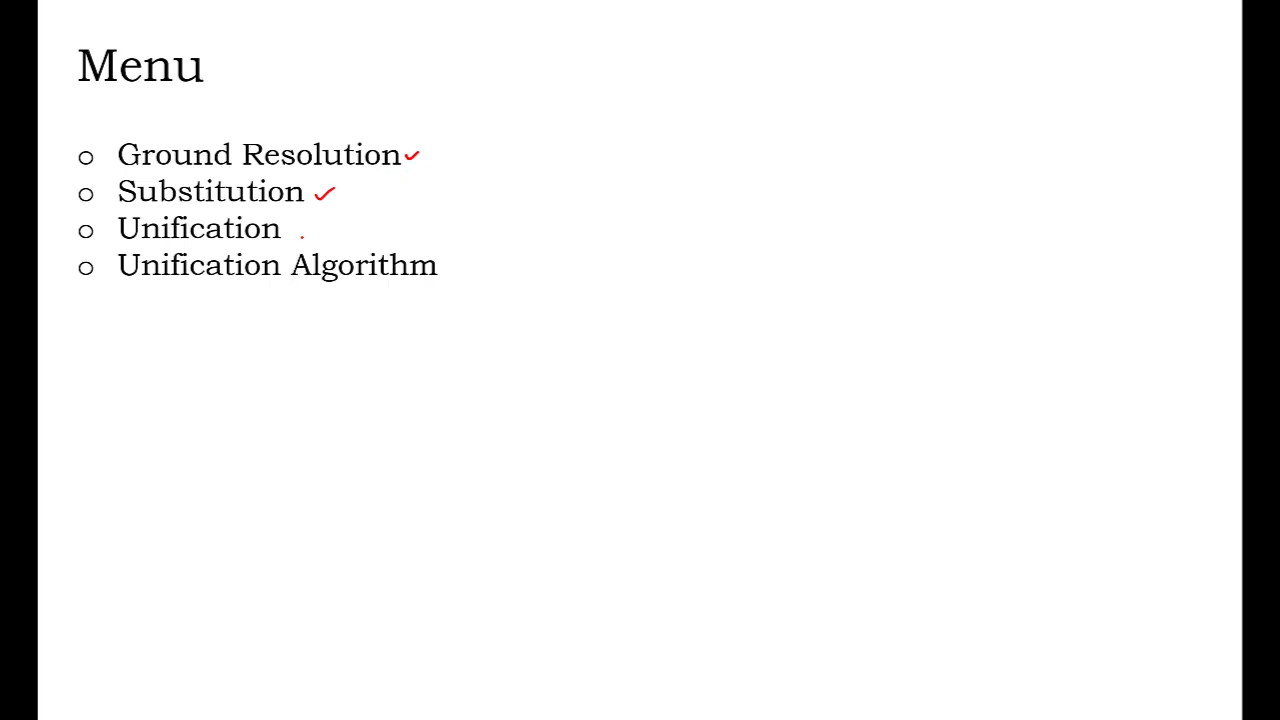 Menu
o Ground Resolution ✓
o Substitution ✓
o Unification
o Unification Algorithm